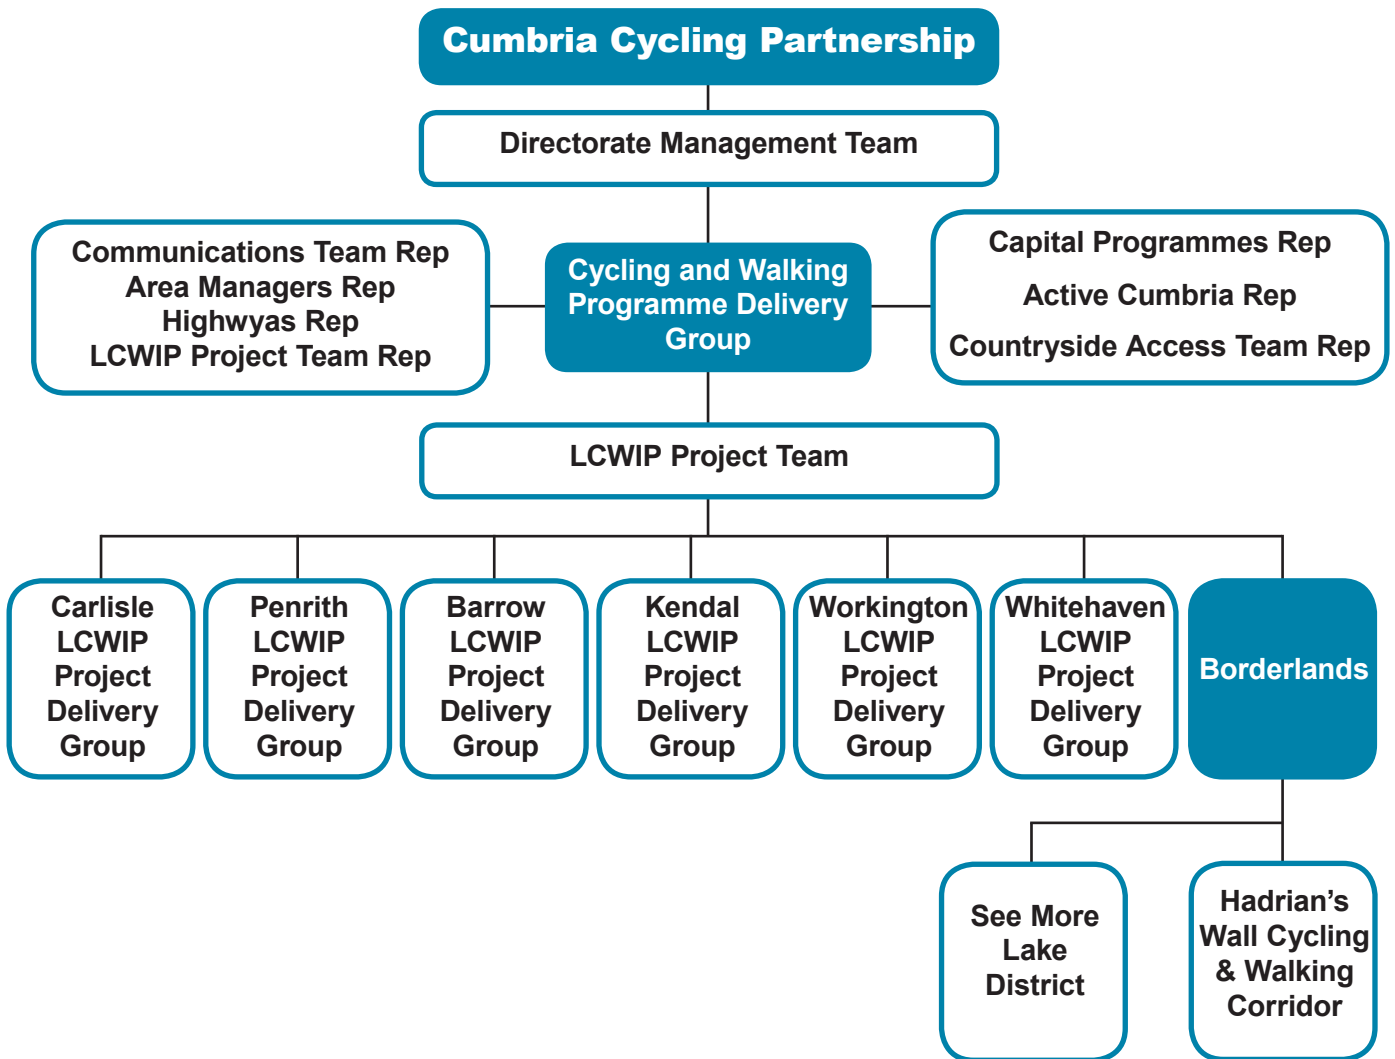 Cumbria Cycling Partnership
Directorate Management Team
Communications Team Rep
Area Managers Rep
Highwyas Rep
LCWIP Project Team Rep
Cycling and Walking
Programme Delivery
Group
Capital Programmes Rep
Active Cumbria Rep
Countryside Access Team Rep
LCWIP Project Team
Carlisle
LCWIP
Project
Delivery
Group
Penrith
LCWIP
Project
Delivery
Group
Barrow
LCWIP
Project
Delivery
Group
Kendal
LCWIP
Project
Delivery
Group
Workington
LCWIP
Project
Delivery
Group
Whitehaven
LCWIP
Project
Delivery
Group
Borderlands
See More
Lake
District
Hadrian’s
Wall Cycling
& Walking
Corridor